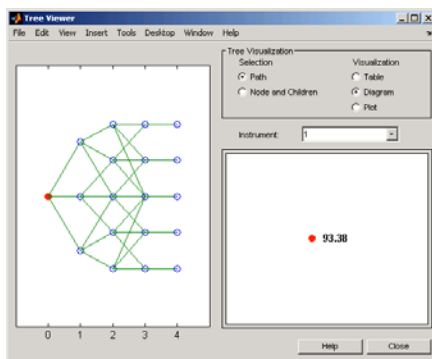 Tree Viewer
File Edit View Insert Tools Desktop Window Help
Tree Visualization
Selection
Visualization
Path
Table
Node and Children
Diagram
Plot
Instrument:
1
93.38
0 1 2 3 4
Help
Close